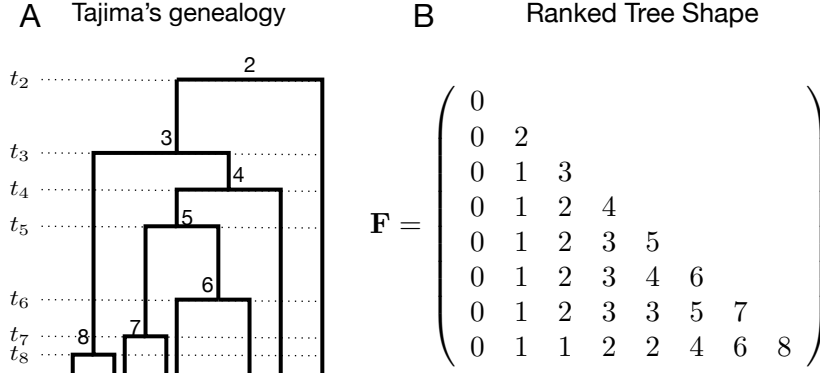 A Tajima's genealogy
t₂ 2
t₃ 3
t₄ 4
t₅ 5
t₆ 6
t₇ 7
t₈ 8
B Ranked Tree Shape
F =
0
0 2
0 1 3
0 1 2 4
0 1 2 3 5
0 1 2 3 4 6
0 1 2 3 3 5 7
0 1 1 2 2 4 6 8